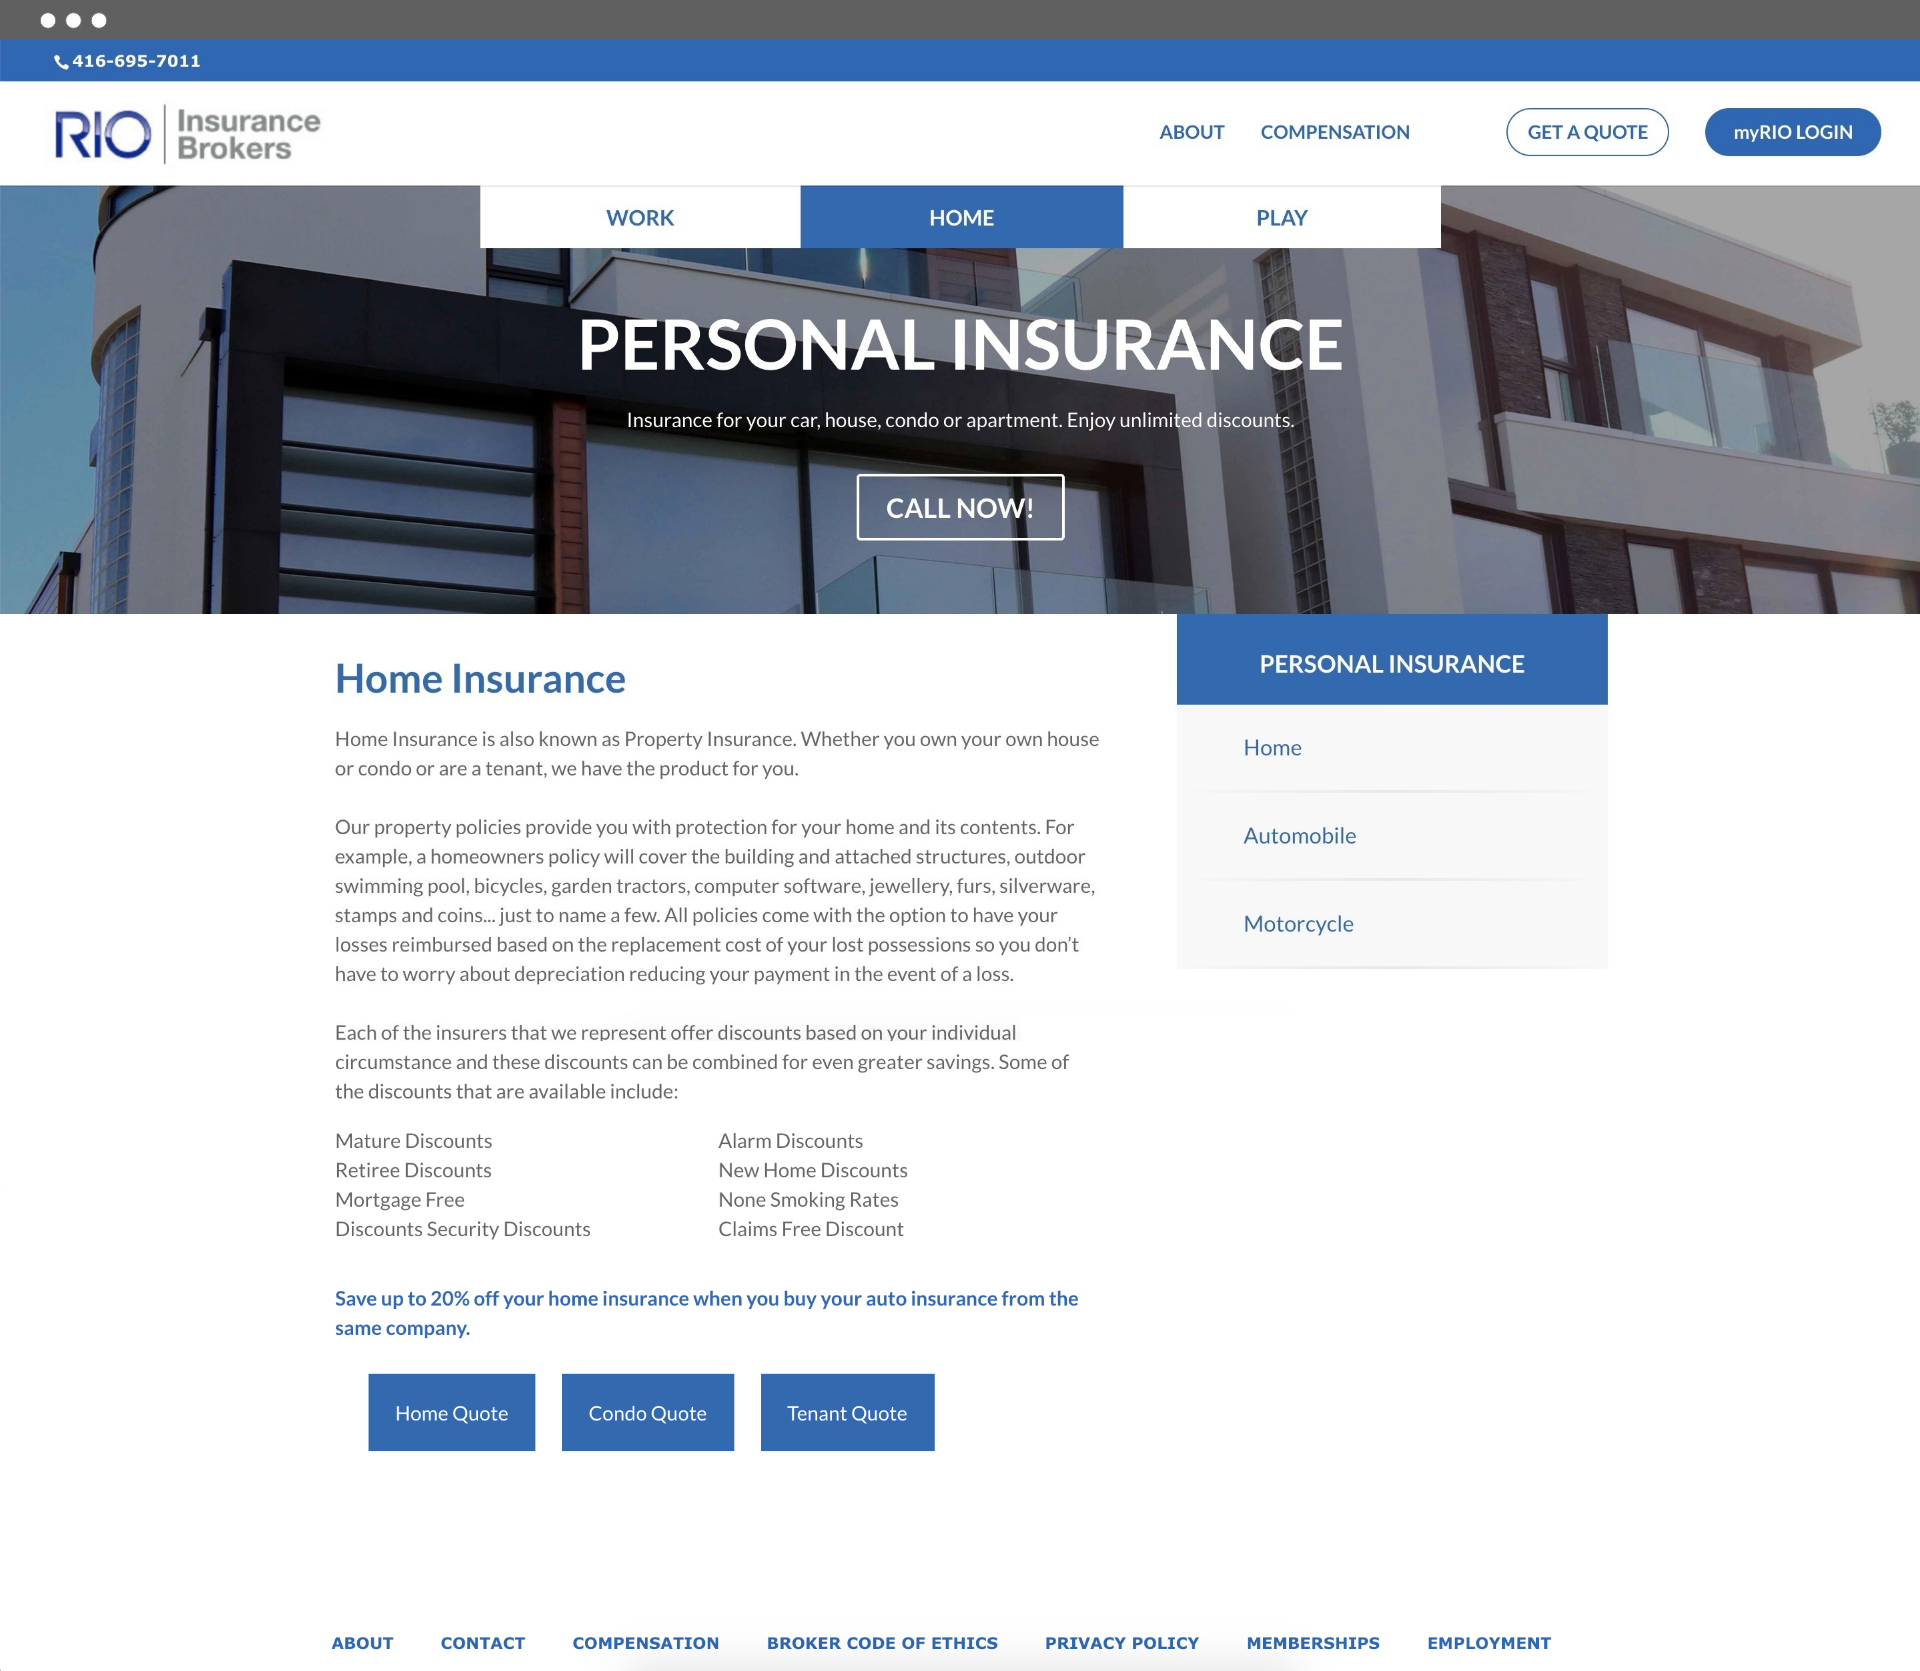 416-695-7011
RIO Insurance
Brokers
ABOUT COMPENSATION GET A QUOTE myRIO LOGIN
WORK HOME PLAY
PERSONAL INSURANCE
Insurance for your car, house, condo or apartment. Enjoy unlimited discounts.
CALL NOW!
Home Insurance
Home Insurance is also known as Property Insurance. Whether you own your own house
or condo or are a tenant, we have the product for you.
Our property policies provide you with protection for your home and its contents. For
example, a homeowners policy will cover the building and attached structures, outdoor
swimming pool, bicycles, garden tractors, computer software, jewellery, furs, silverware,
stamps and coins... just to name a few. All policies come with the option to have your
losses reimbursed based on the replacement cost of your lost possessions so you don’t
have to worry about depreciation reducing your payment in the event of a loss.
Each of the insurers that we represent offer discounts based on your individual
circumstance and these discounts can be combined for even greater savings. Some of
the discounts that are available include:
Mature Discounts
Retiree Discounts
Mortgage Free
Discounts Security Discounts
Alarm Discounts
New Home Discounts
None Smoking Rates
Claims Free Discount
Save up to 20% off your home insurance when you buy your auto insurance from the
same company.
Home Quote Condo Quote Tenant Quote
PERSONAL INSURANCE
Home
Automobile
Motorcycle
ABOUT CONTACT COMPENSATION BROKER CODE OF ETHICS PRIVACY POLICY MEMBERSHIPS EMPLOYMENT